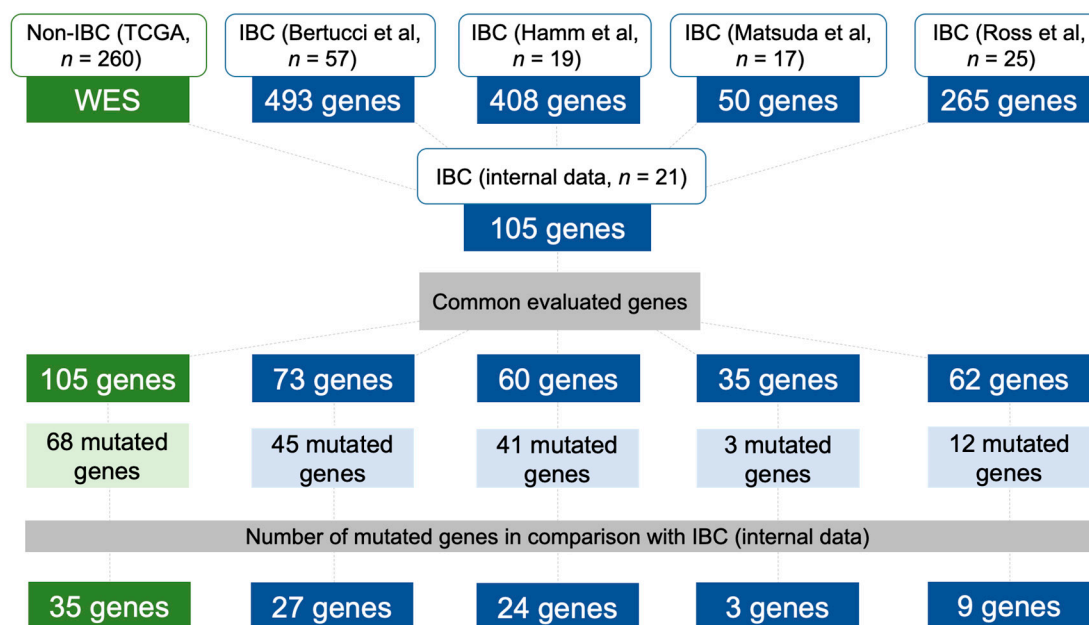 Non-IBC (TCGA,
n = 260)
WES
IBC (Bertucci et al,
n = 57)
493 genes
IBC (Hamm et al,
n = 19)
408 genes
IBC (Matsuda et al,
n = 17)
50 genes
IBC (Ross et al,
n = 25)
265 genes
IBC (internal data, n = 21)
105 genes
Common evaluated genes
105 genes
73 genes
60 genes
35 genes
62 genes
68 mutated
genes
45 mutated
genes
41 mutated
genes
3 mutated
genes
12 mutated
genes
Number of mutated genes in comparison with IBC (internal data)
35 genes
27 genes
24 genes
3 genes
9 genes